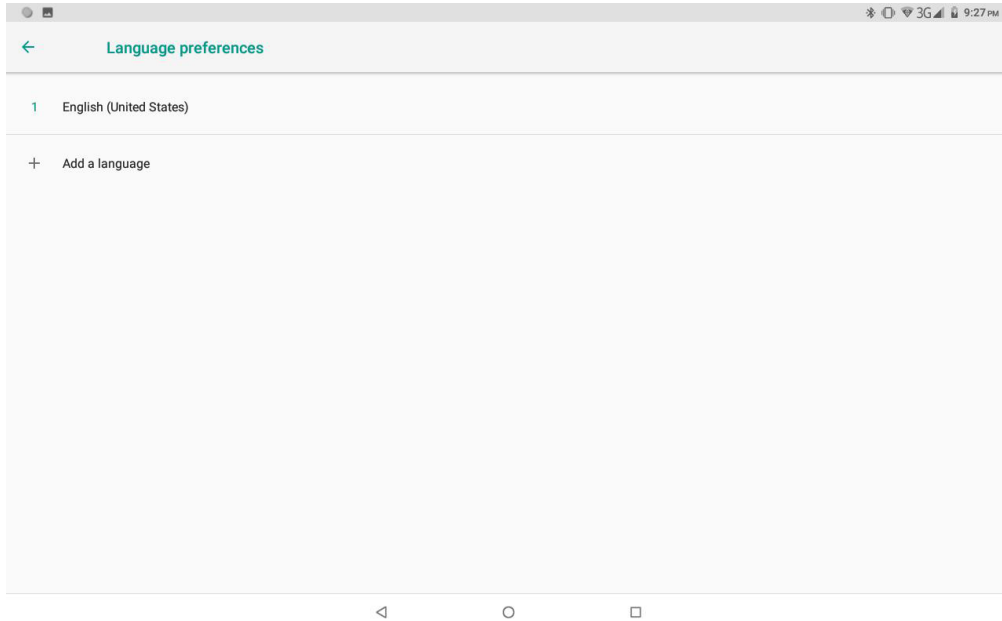 3G 9:27 PM
Language preferences
1 English (United States)
+ Add a language